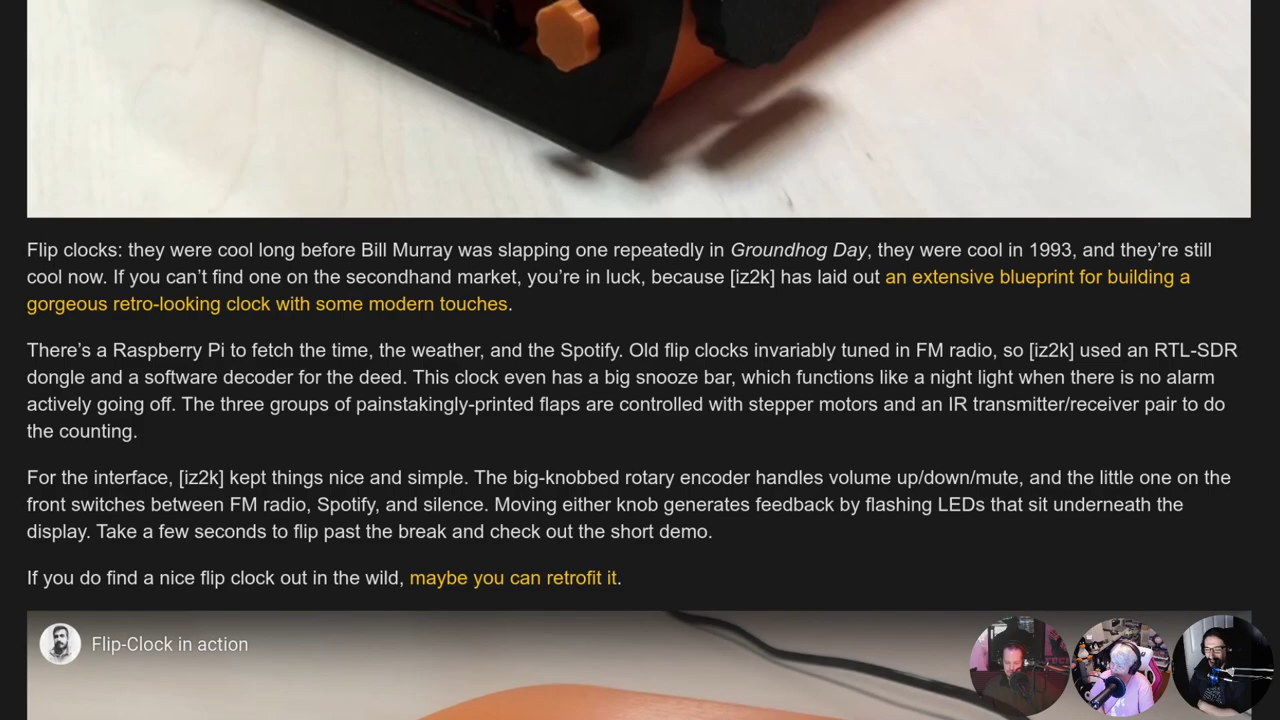 Flip clocks: they were cool long before Bill Murray was slapping one repeatedly in Groundhog Day, they were cool in 1993, and they’re still
cool now. If you can’t find one on the secondhand market, you’re in luck, because [iz2k] has laid out an extensive blueprint for building a
gorgeous retro-looking clock with some modern touches.
There’s a Raspberry Pi to fetch the time, the weather, and the Spotify. Old flip clocks invariably tuned in FM radio, so [iz2k] used an RTL-SDR
dongle and a software decoder for the deed. This clock even has a big snooze bar, which functions like a night light when there is no alarm
actively going off. The three groups of painstakingly-printed flaps are controlled with stepper motors and an IR transmitter/receiver pair to do
the counting.
For the interface, [iz2k] kept things nice and simple. The big-knobbed rotary encoder handles volume up/down/mute, and the little one on the
front switches between FM radio, Spotify, and silence. Moving either knob generates feedback by flashing LEDs that sit underneath the
display. Take a few seconds to flip past the break and check out the short demo.
If you do find a nice flip clock out in the wild, maybe you can retrofit it.
Flip-Clock in action